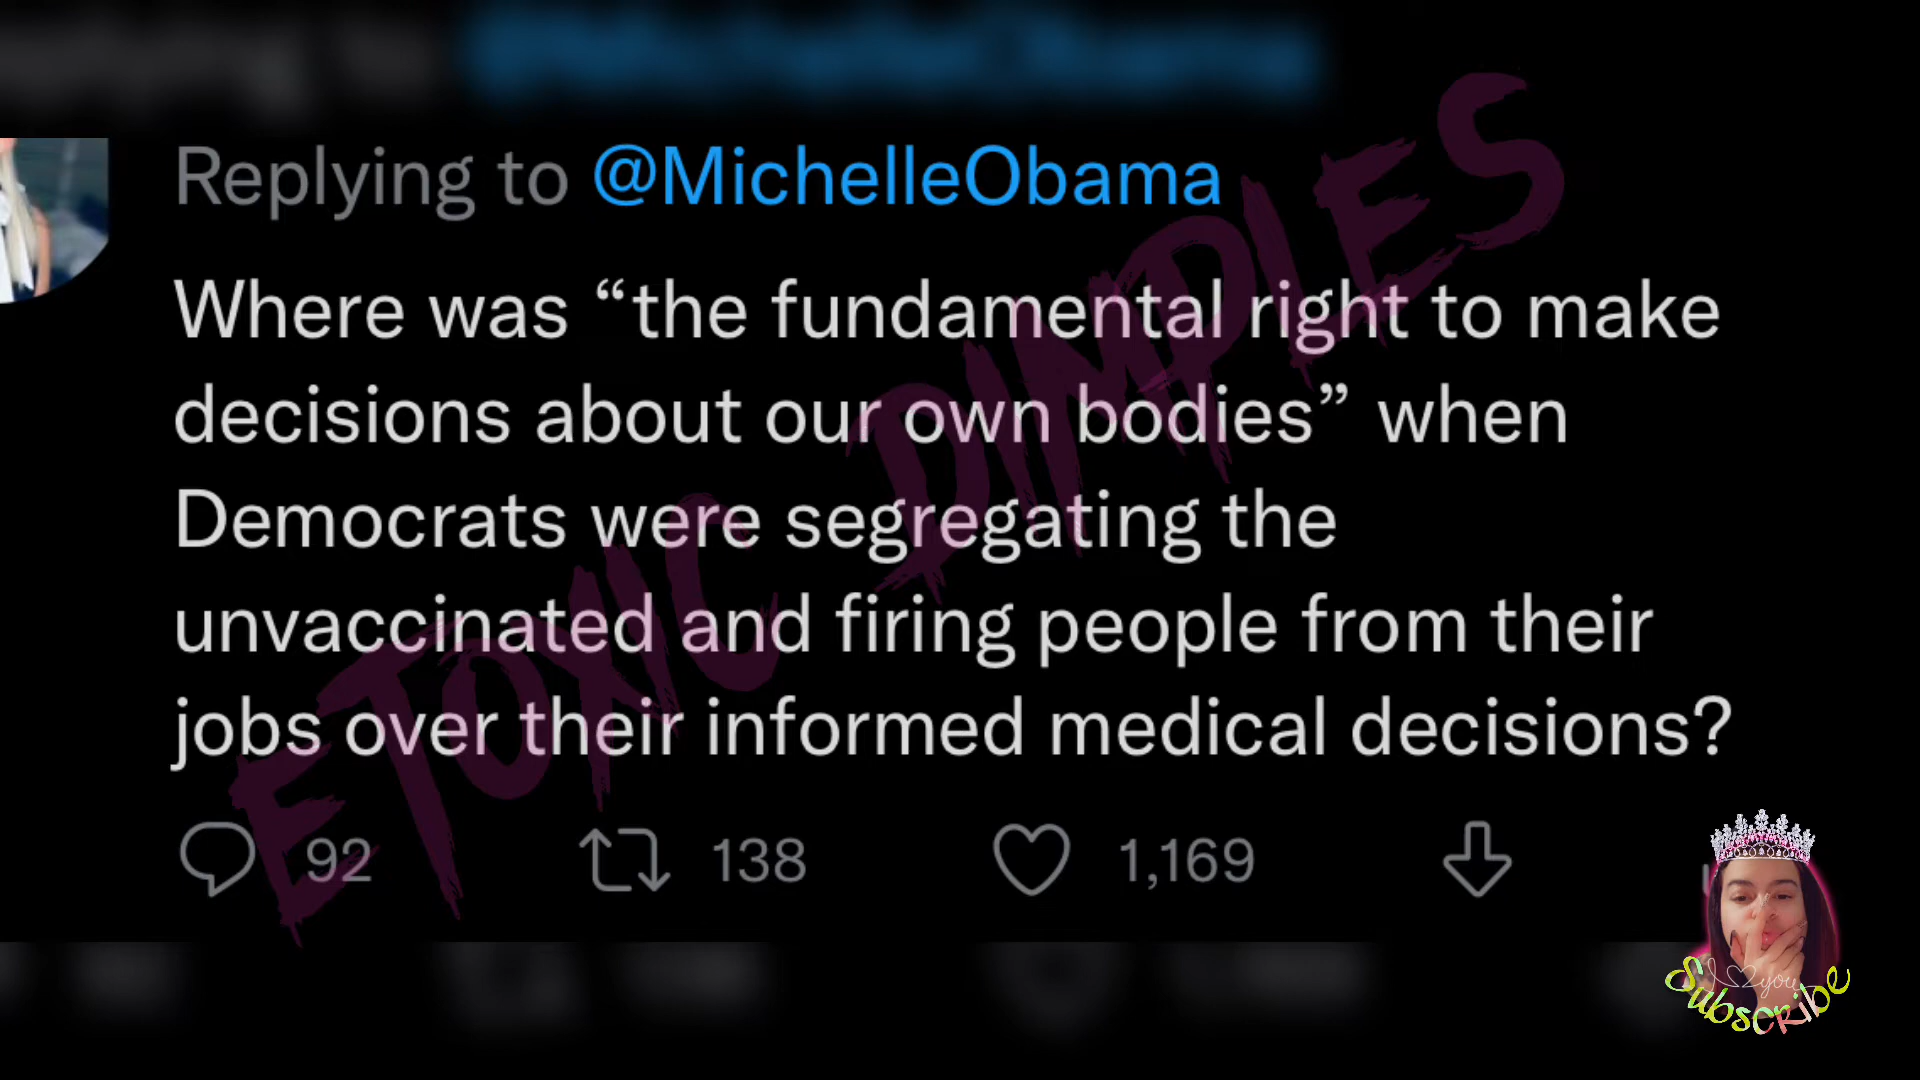 Replying to @MichelleObama
Where was “the fundamental right to make
decisions about our own bodies” when
Democrats were segregating the
unvaccinated and firing people from their
jobs over their informed medical decisions?
92 138 1,169
ETOXIC DIMPLES
I you
Subscribe